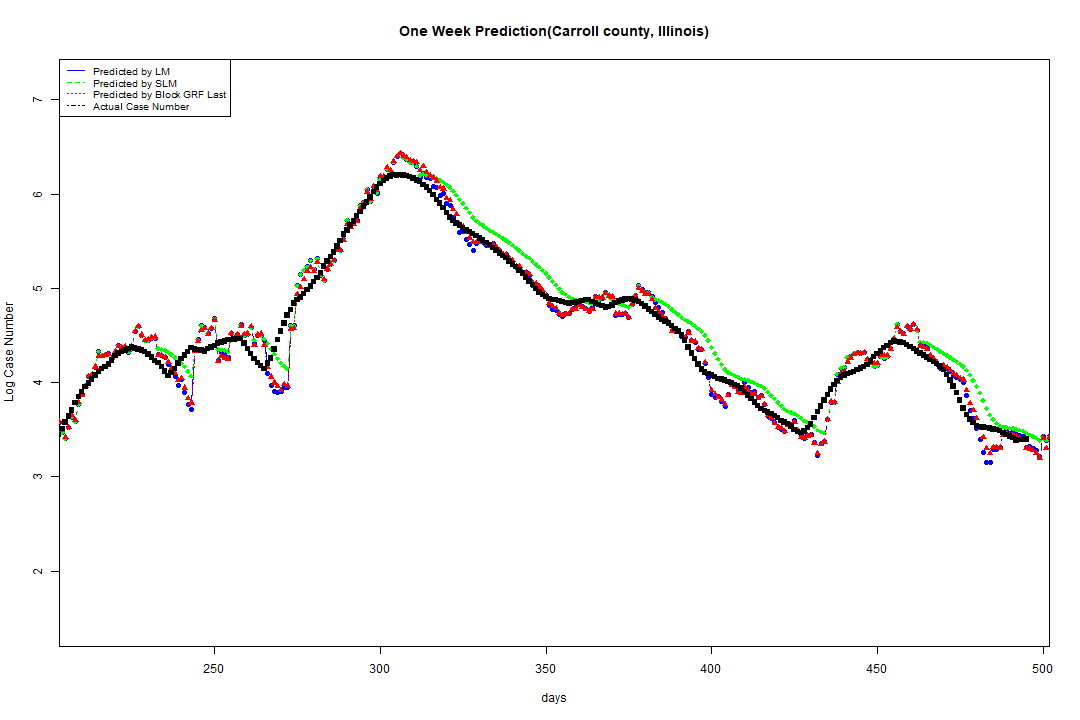 One Week Prediction(Carroll county, Illinois)
Predicted by LM
Predicted by SLM
Predicted by Block GRF Last
Actual Case Number
Log Case Number
7
6
5
4
3
2
250 300 350 400 450 500
days